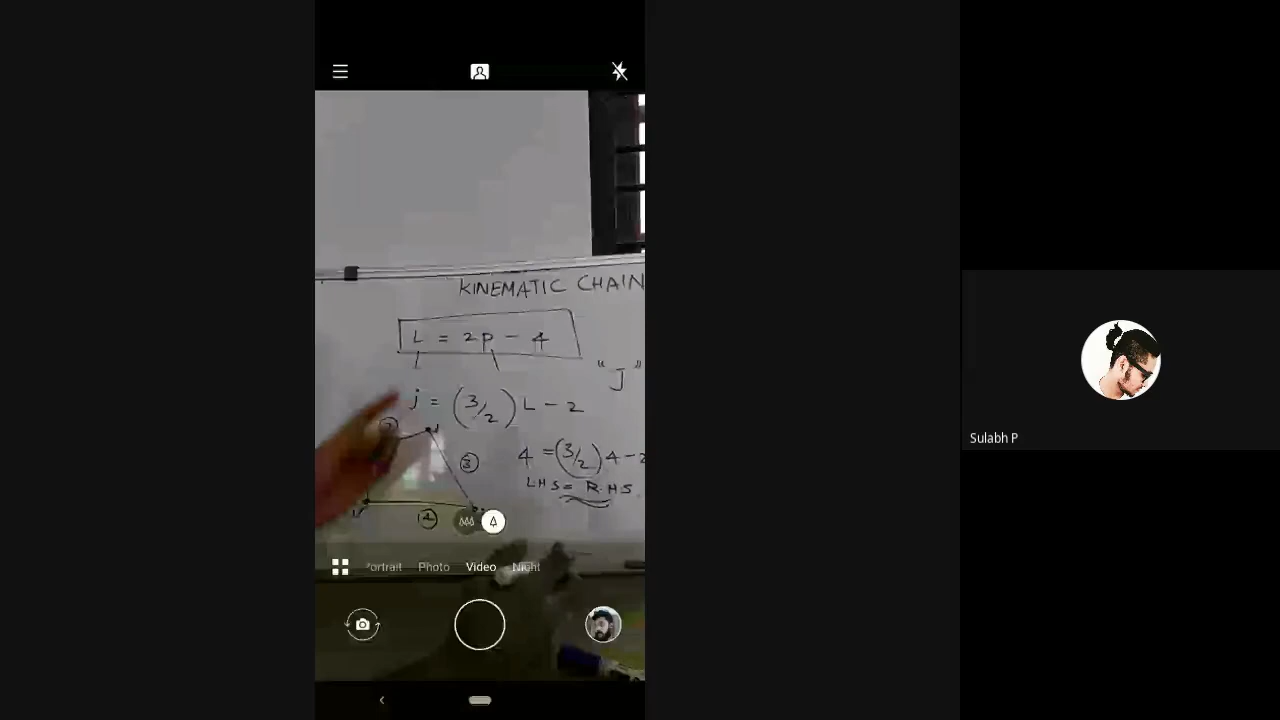 KINEMATIC CHAIN
L = 2p - 4
"J"
j = (3/2) L - 2
2
3
4 = (3/2) 4 - 2
LHS = R.H.S.
4
Portrait Photo Video Night
Sulabh P